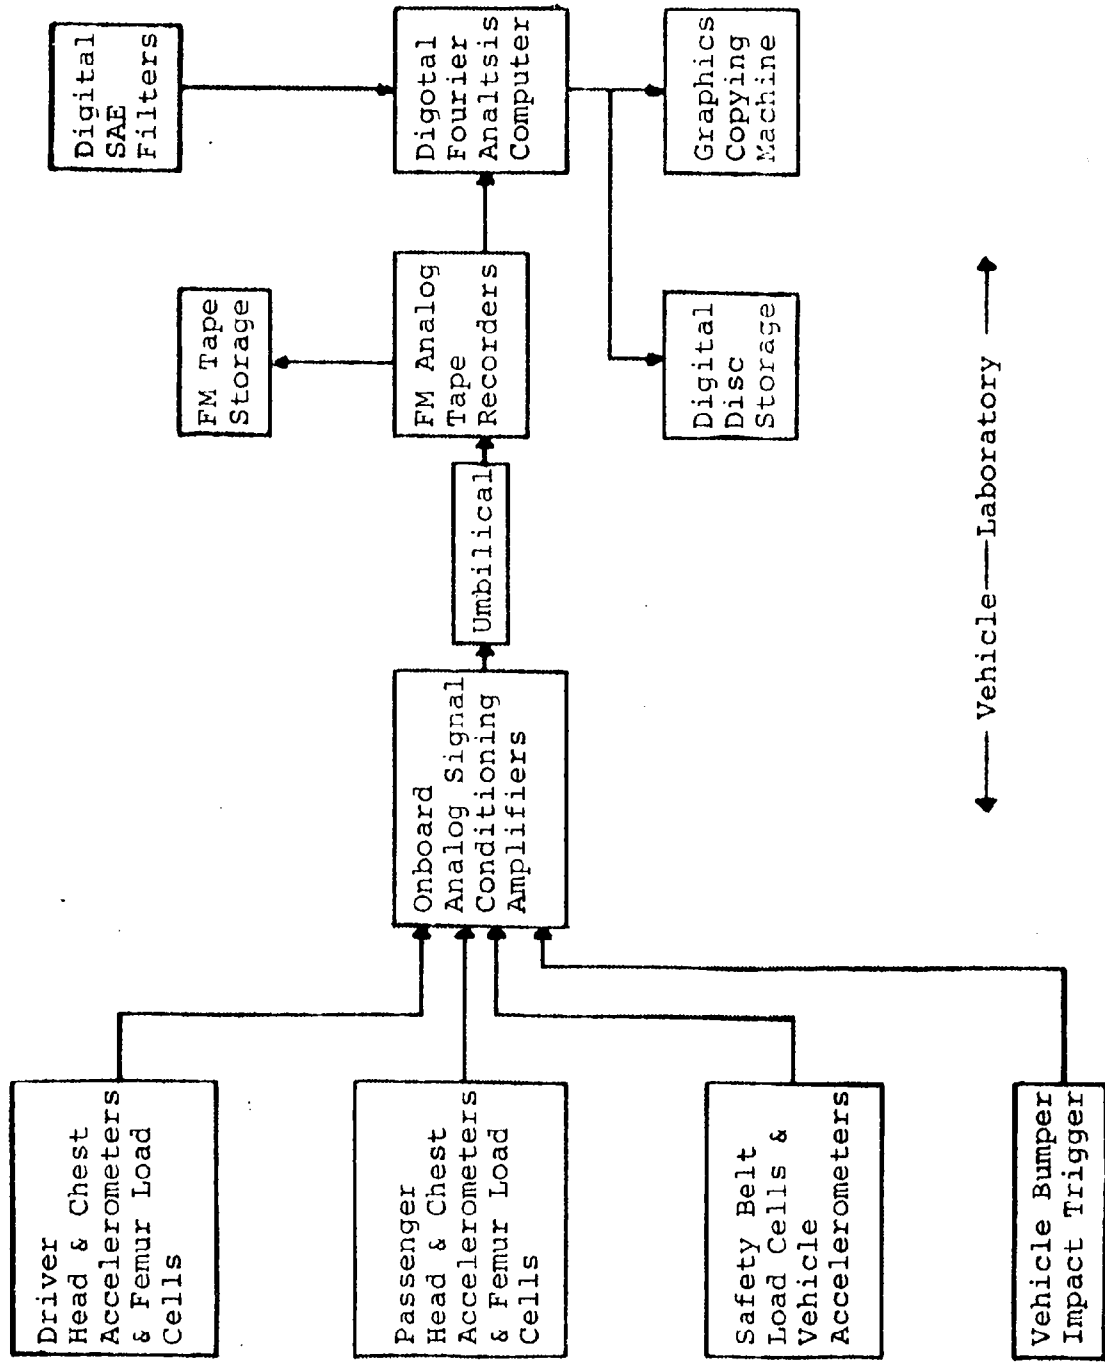 Driver
Head & Chest
Accelerometers
& Femur Load
Cells
Passenger
Head & Chest
Accelerometers
& Femur Load
Cells
Safety Belt
Load Cells &
Vehicle
Accelerometers
Vehicle Bumper
Impact Trigger
Onboard
Analog Signal
Conditioning
Amplifiers
Umbilical
FM Tape
Storage
FM Analog
Tape
Recorders
Digital
SAE
Filters
Digotal
Fourier
Analtsis
Computer
Digital
Disc
Storage
Graphics
Copying
Machine
Vehicle—Laboratory